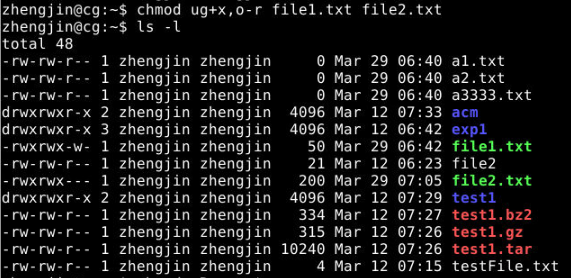 zhengjin@cg:~$ chmod ug+x,o-r file1.txt file2.txt
zhengjin@cg:~$ ls -l
total 48
-rw-rw-r-- 1 zhengjin zhengjin     0 Mar 29 06:40 a1.txt
-rw-rw-r-- 1 zhengjin zhengjin     0 Mar 29 06:40 a2.txt
-rw-rw-r-- 1 zhengjin zhengjin     0 Mar 29 06:40 a3333.txt
drwxrwxr-x 2 zhengjin zhengjin  4096 Mar 12 07:33 acm
drwxrwxr-x 3 zhengjin zhengjin  4096 Mar 12 06:42 exp1
-rwxrwx-w- 1 zhengjin zhengjin    50 Mar 29 06:42 file1.txt
-rw-rw-r-- 1 zhengjin zhengjin    21 Mar 12 06:23 file2
-rwxrwx--- 1 zhengjin zhengjin   200 Mar 29 07:05 file2.txt
drwxrwxr-x 2 zhengjin zhengjin  4096 Mar 12 07:29 test1
-rw-rw-r-- 1 zhengjin zhengjin   334 Mar 12 07:27 test1.bz2
-rw-rw-r-- 1 zhengjin zhengjin   315 Mar 12 07:26 test1.gz
-rw-rw-r-- 1 zhengjin zhengjin 10240 Mar 12 07:26 test1.tar
-rw-rw-r-- 1 zhengjin zhengjin     4 Mar 12 07:15 testFile.txt